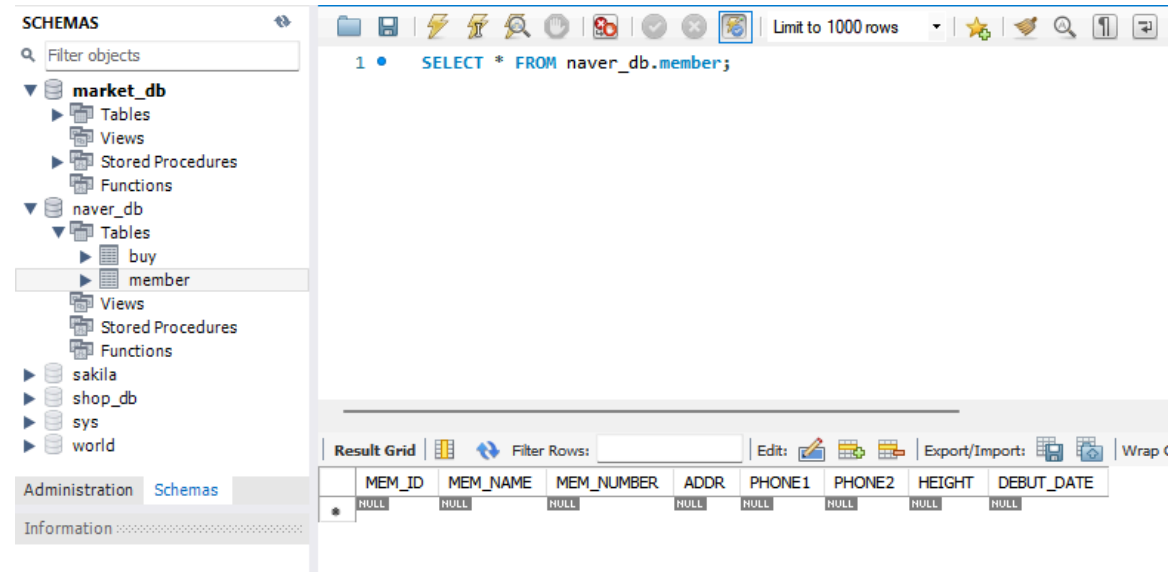 SCHEMAS
Filter objects
market_db
Tables
Views
Stored Procedures
Functions
naver_db
Tables
buy
member
Views
Stored Procedures
Functions
sakila
shop_db
sys
world
Administration Schemas
Information
Limit to 1000 rows
1 SELECT * FROM naver_db.member;
Result Grid Filter Rows: Edit: Export/Import: Wrap C
MEM_ID MEM_NAME MEM_NUMBER ADDR PHONE1 PHONE2 HEIGHT DEBUT_DATE
NULL NULL NULL NULL NULL NULL NULL NULL